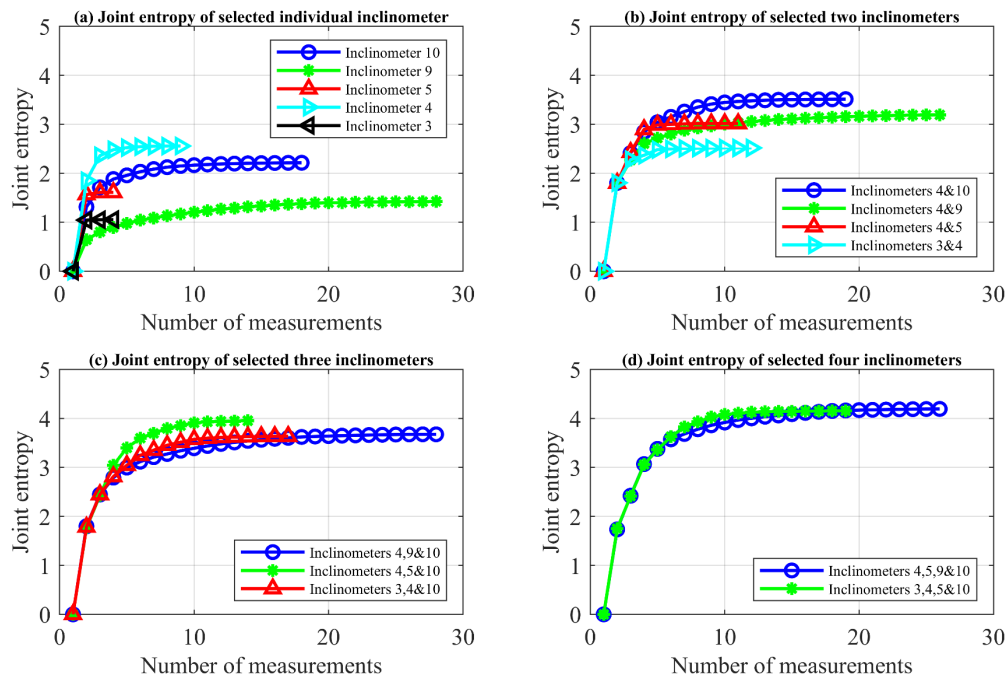 (a) Joint entropy of selected individual inclinometer
5
4
3
2
1
0
0
10
20
30
Joint entropy
Number of measurements
Inclinometer 10
Inclinometer 9
Inclinometer 5
Inclinometer 4
Inclinometer 3
(b) Joint entropy of selected two inclinometers
5
4
3
2
1
0
0
10
20
30
Joint entropy
Number of measurements
Inclinometers 4&10
Inclinometers 4&9
Inclinometers 4&5
Inclinometers 3&4
(c) Joint entropy of selected three inclinometers
5
4
3
2
1
0
0
10
20
30
Joint entropy
Number of measurements
Inclinometers 4,9&10
Inclinometers 4,5&10
Inclinometers 3,4&10
(d) Joint entropy of selected four inclinometers
5
4
3
2
1
0
0
10
20
30
Joint entropy
Number of measurements
Inclinometers 4,5,9&10
Inclinometers 3,4,5&10